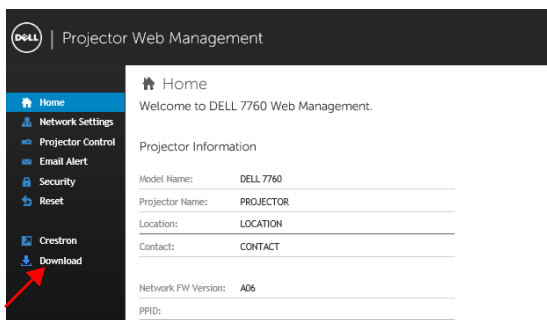 DELL | Projector Web Management
Home
Network Settings
Projector Control
Email Alert
Security
Reset
Crestron
Download
Home
Welcome to DELL 7760 Web Management.
Projector Information
Model Name: DELL 7760
Projector Name: PROJECTOR
Location: LOCATION
Contact: CONTACT
Network FW Version: A06
PPID: